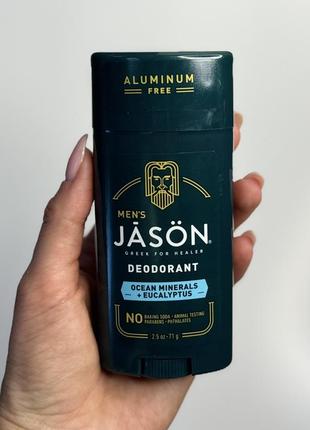 ALUMINUM
FREE
MEN'S
JĀSÖN®
GREEK FOR HEALER
DEODORANT
OCEAN MINERALS
+ EUCALYPTUS
NO BAKING SODA • ANIMAL TESTING
PARABENS • PHTHALATES
2.5 oz • 71 g